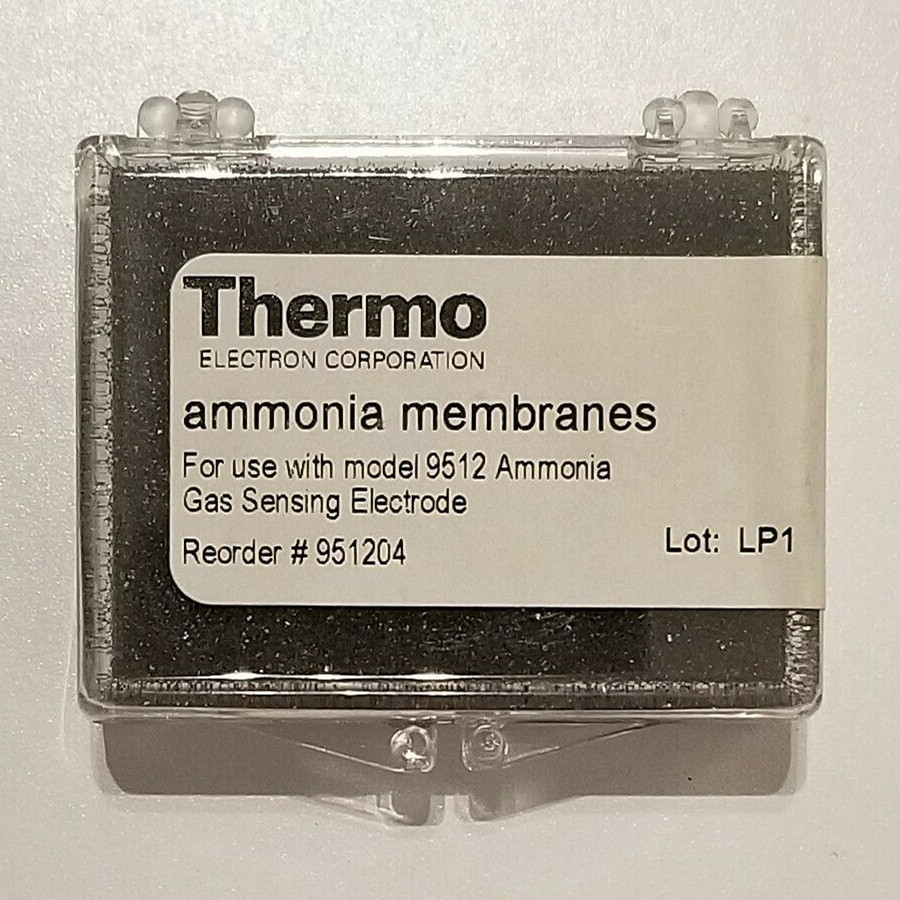 Thermo
ELECTRON CORPORATION
ammonia membranes
For use with model 9512 Ammonia
Gas Sensing Electrode
Reorder # 951204
Lot: LP1